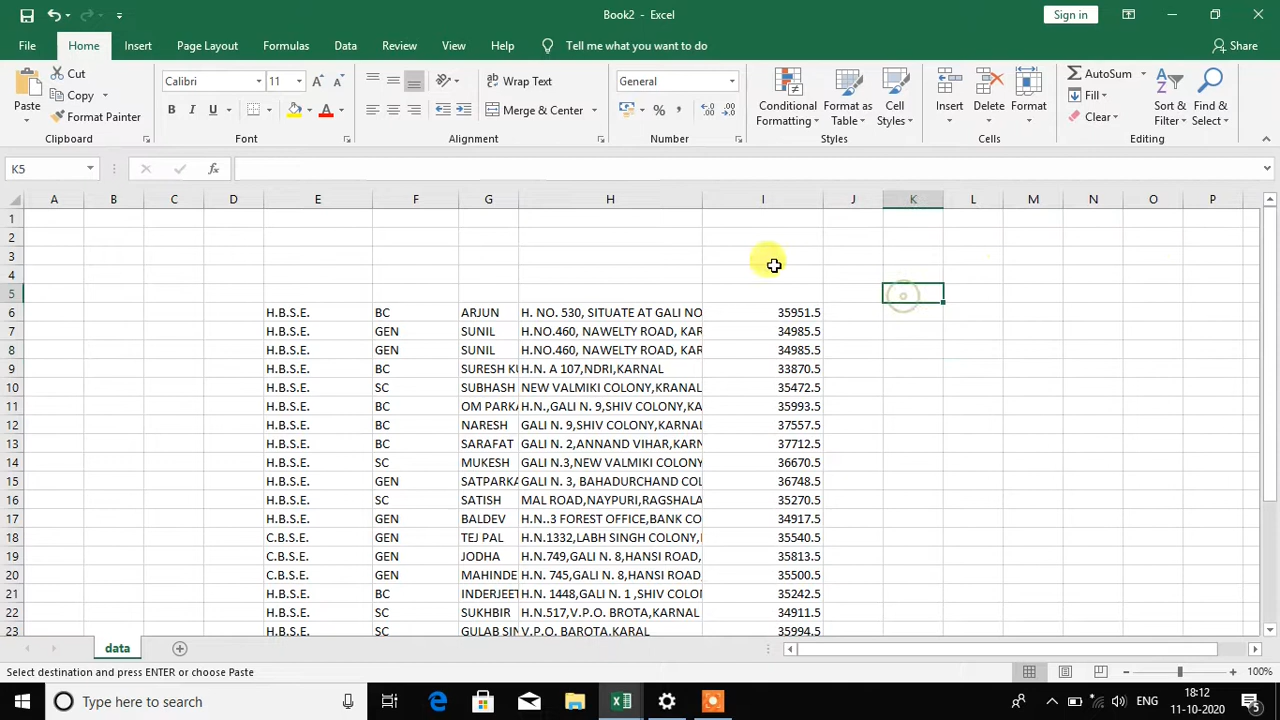 Book2 - Excel
Sign in
File Home Insert Page Layout Formulas Data Review View Help Tell me what you want to do Share
Cut
Copy
Format Painter
Paste
Clipboard
Calibri 11
B I U
Font
Wrap Text
Merge & Center
Alignment
General
%
Number
Conditional Formatting
Format as Table
Cell Styles
Styles
Insert Delete Format
Cells
AutoSum
Fill
Clear
Sort & Filter
Find & Select
Editing
K5
fx
A B C D E F G H I J K L M N O P
1
2
3
4
5
6 H.B.S.E. BC ARJUN H. NO. 530, SITUATE AT GALI NO 35951.5
7 H.B.S.E. GEN SUNIL H.NO.460, NAWELTY ROAD, KAR 34985.5
8 H.B.S.E. GEN SUNIL H.NO.460, NAWELTY ROAD, KAR 34985.5
9 H.B.S.E. BC SURESH KU H.N. A 107,NDRI,KARNAL 33870.5
10 H.B.S.E. SC SUBHASH NEW VALMIKI COLONY,KRANAL 35472.5
11 H.B.S.E. BC OM PARKA H.N.,GALI N. 9,SHIV COLONY,KA 35993.5
12 H.B.S.E. BC NARESH GALI N. 9,SHIV COLONY,KARNAL 37557.5
13 H.B.S.E. BC SARAFAT GALI N. 2,ANNAND VIHAR,KARN 37712.5
14 H.B.S.E. SC MUKESH GALI N.3,NEW VALMIKI COLONY 36670.5
15 H.B.S.E. GEN SATPARKA GALI N. 3, BAHADURCHAND COL 36748.5
16 H.B.S.E. SC SATISH MAL ROAD,NAYPURI,RAGSHALA 35270.5
17 H.B.S.E. GEN BALDEV H.N..3 FOREST OFFICE,BANK CO 34917.5
18 C.B.S.E. GEN TEJ PAL H.N.1332,LABH SINGH COLONY, 35540.5
19 C.B.S.E. GEN JODHA H.N.749,GALI N. 8,HANSI ROAD, 35813.5
20 C.B.S.E. GEN MAHINDE H.N. 745,GALI N. 8,HANSI ROAD, 35500.5
21 H.B.S.E. BC INDERJEET H.N. 1448,GALI N. 1 ,SHIV COLON 35242.5
22 H.B.S.E. SC SUKHBIR H.N.517,V.P.O. BROTA,KARNAL 34911.5
23 H.B.S.E. SC GULAB SIN V.P.O. BAROTA,KARAL 35994.5
data
Select destination and press ENTER or choose Paste
100%
Type here to search
ENG
18:12
11-10-2020
5